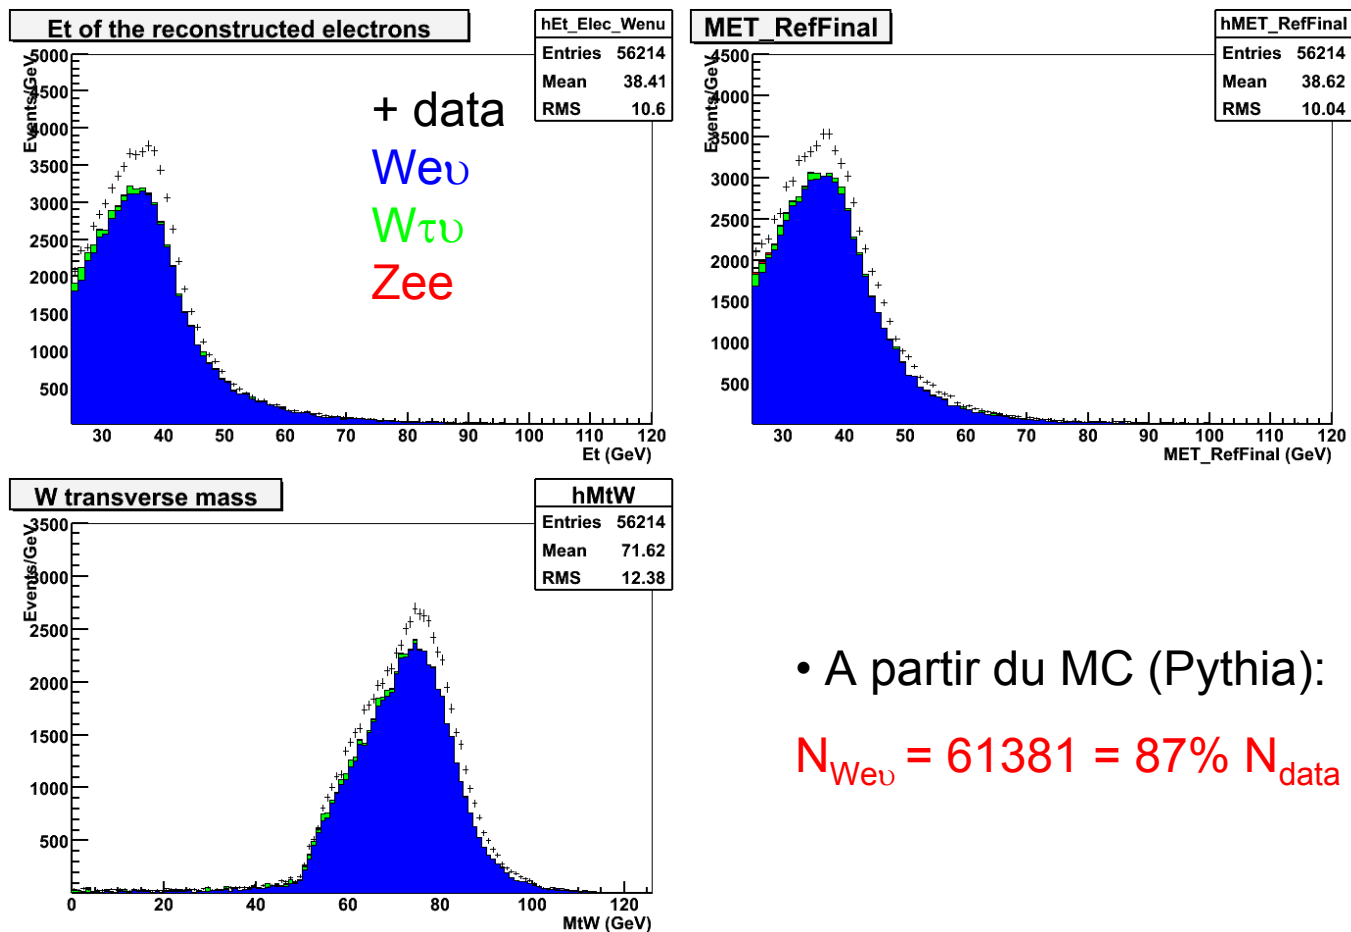 Et of the reconstructed electrons
hEt_Elec_Wenu
Entries 56214
Mean 38.41
RMS 10.6
Events/GeV
5000
4500
4000
3500
3000
2500
2000
1500
1000
500
30 40 50 60 70 80 90 100 110 120
Et (GeV)
+ data
Weυ
Wτυ
Zee
MET_RefFinal
hMET_RefFinal
Entries 56214
Mean 38.62
RMS 10.04
Events/GeV
4500
4000
3500
3000
2500
2000
1500
1000
500
30 40 50 60 70 80 90 100 110 120
MET_RefFinal (GeV)
W transverse mass
hMtW
Entries 56214
Mean 71.62
RMS 12.38
Events/GeV
3500
3000
2500
2000
1500
1000
500
0 20 40 60 80 100 120
MtW (GeV)
• A partir du MC (Pythia):
N_Weυ = 61381 = 87% N_data